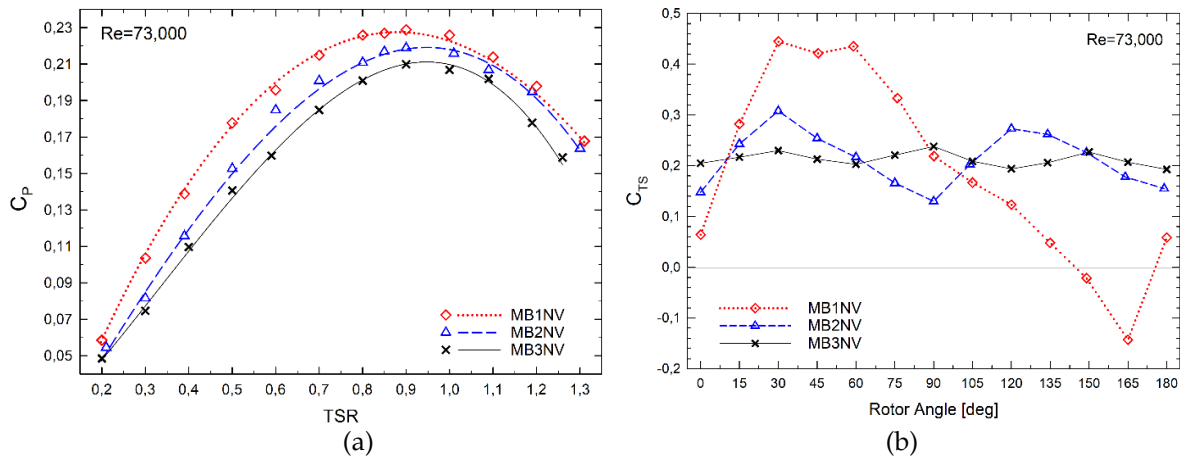 Re=73,000
C_P
0,23
0,21
0,19
0,17
0,15
0,13
0,11
0,09
0,07
0,05
MB1NV
MB2NV
MB3NV
0,2 0,3 0,4 0,5 0,6 0,7 0,8 0,9 1,0 1,1 1,2 1,3
TSR
(a)
Re=73,000
C_TS
0,5
0,4
0,3
0,2
0,1
0,0
-0,1
-0,2
MB1NV
MB2NV
MB3NV
0 15 30 45 60 75 90 105 120 135 150 165 180
Rotor Angle [deg]
(b)